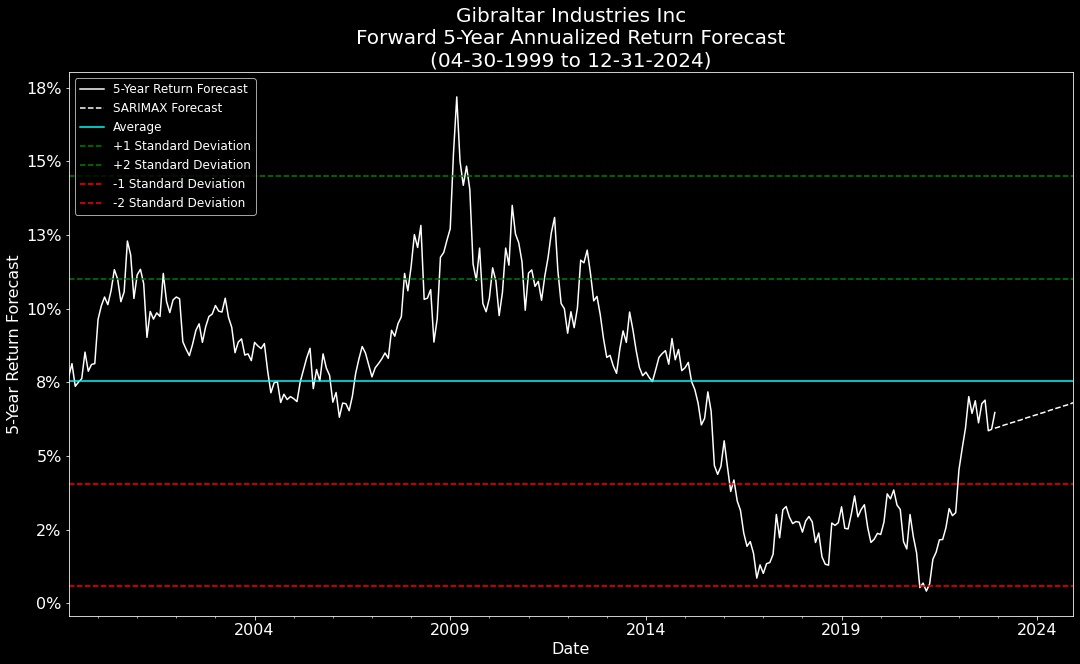 Gibraltar Industries Inc
Forward 5-Year Annualized Return Forecast
(04-30-1999 to 12-31-2024)
5-Year Return Forecast
SARIMAX Forecast
Average
+1 Standard Deviation
+2 Standard Deviation
-1 Standard Deviation
-2 Standard Deviation
18%
15%
13%
10%
8%
5%
2%
0%
5-Year Return Forecast
2004 2009 2014 2019 2024
Date